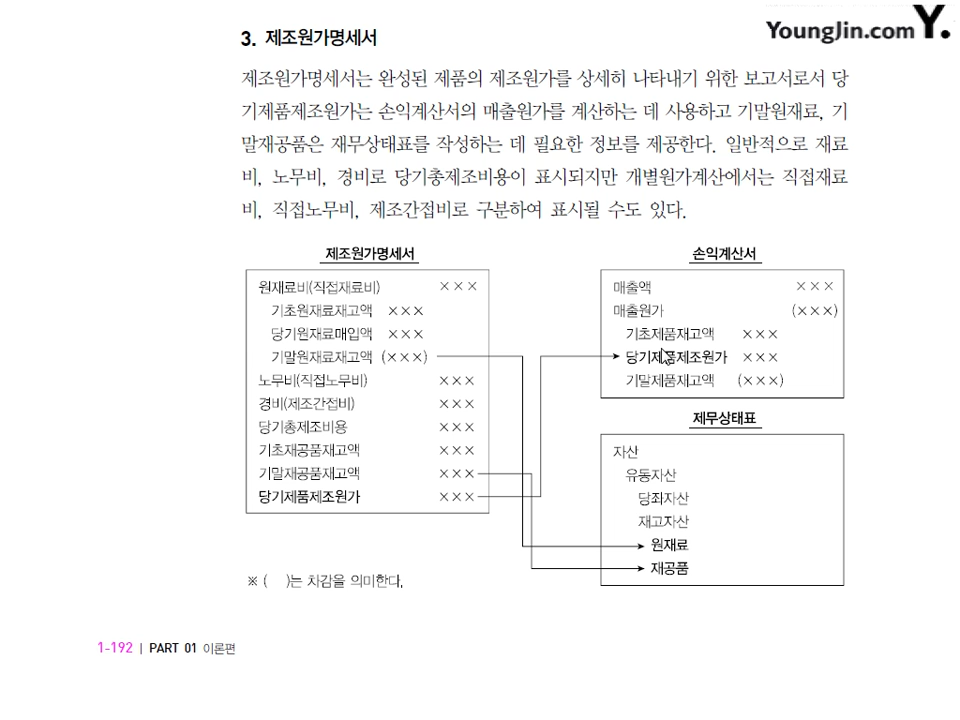 YoungJin.com Y.
3. 제조원가명세서
제조원가명세서는 완성된 제품의 제조원가를 상세히 나타내기 위한 보고서로서 당
기제품제조원가는 손익계산서의 매출원가를 계산하는 데 사용하고 기말원재료, 기
말재공품은 재무상태표를 작성하는 데 필요한 정보를 제공한다. 일반적으로 재료
비, 노무비, 경비로 당기총제조비용이 표시되지만 개별원가계산에서는 직접재료
비, 직접노무비, 제조간접비로 구분하여 표시될 수도 있다.
제조원가명세서
원재료비(직접재료비) ×××
기초원재료재고액 ×××
당기원재료매입액 ×××
기말원재료재고액 (×××)
노무비(직접노무비) ×××
경비(제조간접비) ×××
당기총제조비용 ×××
기초재공품재고액 ×××
기말재공품재고액 ×××
당기제품제조원가 ×××
손익계산서
매출액 ×××
매출원가 (×××)
기초제품재고액 ×××
당기제품제조원가 ×××
기말제품재고액 (×××)
제무상태표
자산
유동자산
당좌자산
재고자산
원재료
재공품
※ ( )는 차감을 의미한다.
1-192 | PART 01 이론편